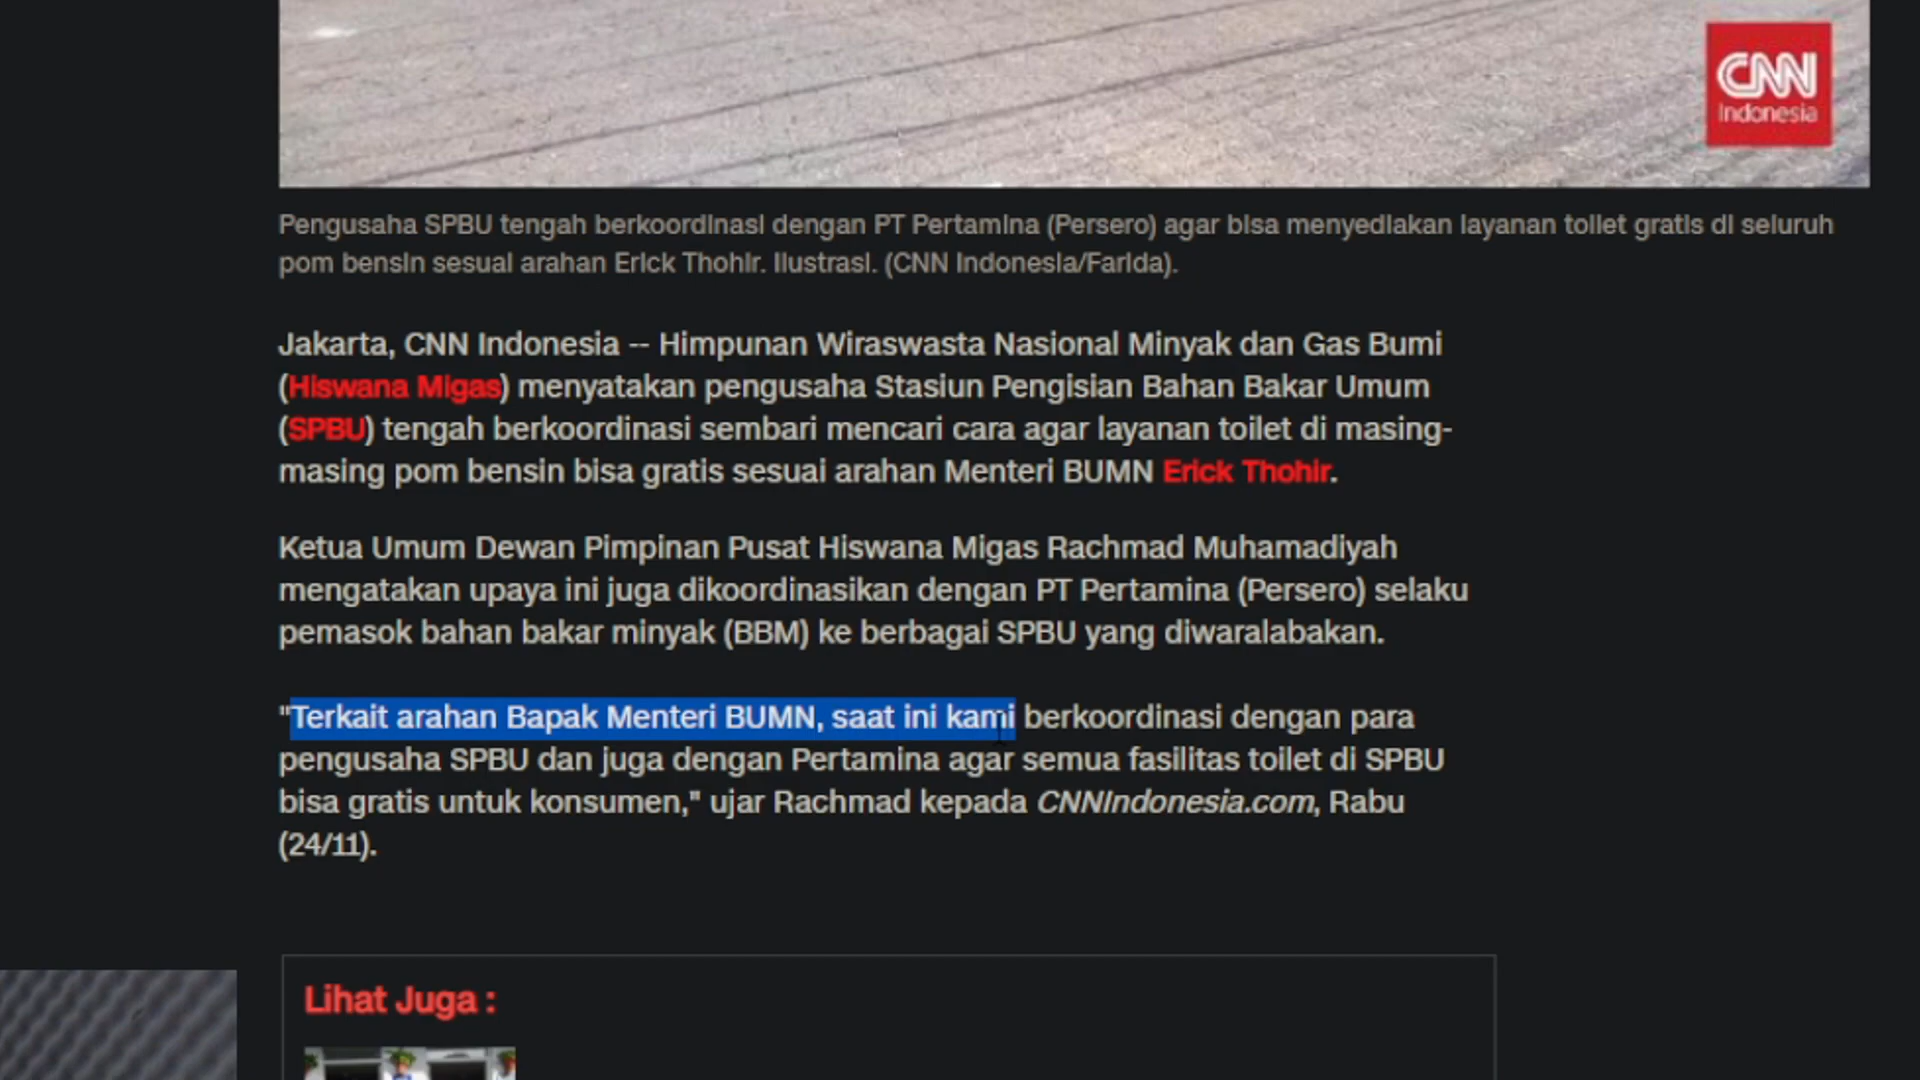 CNN
Indonesia
Pengusaha SPBU tengah berkoordinasi dengan PT Pertamina (Persero) agar bisa menyediakan layanan toilet gratis di seluruh
pom bensin sesuai arahan Erick Thohir. Ilustrasi. (CNN Indonesia/Farida).
Jakarta, CNN Indonesia -- Himpunan Wiraswasta Nasional Minyak dan Gas Bumi
(Hiswana Migas) menyatakan pengusaha Stasiun Pengisian Bahan Bakar Umum
(SPBU) tengah berkoordinasi sembari mencari cara agar layanan toilet di masing-
masing pom bensin bisa gratis sesuai arahan Menteri BUMN Erick Thohir.
Ketua Umum Dewan Pimpinan Pusat Hiswana Migas Rachmad Muhamadiyah
mengatakan upaya ini juga dikoordinasikan dengan PT Pertamina (Persero) selaku
pemasok bahan bakar minyak (BBM) ke berbagai SPBU yang diwaralabakan.
"Terkait arahan Bapak Menteri BUMN, saat ini kami berkoordinasi dengan para
pengusaha SPBU dan juga dengan Pertamina agar semua fasilitas toilet di SPBU
bisa gratis untuk konsumen," ujar Rachmad kepada CNNIndonesia.com, Rabu
(24/11).
Lihat Juga :